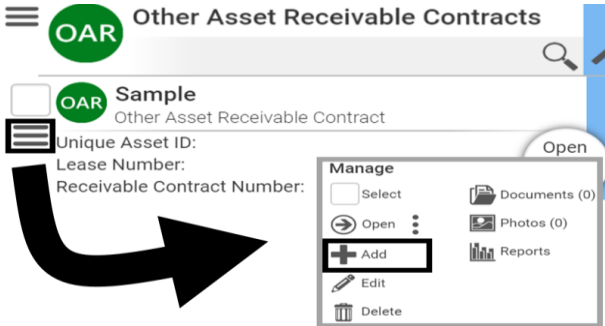 OAR Other Asset Receivable Contracts
OAR Sample
Other Asset Receivable Contract
Unique Asset ID:
Lease Number:
Receivable Contract Number:
Open
Manage
Select
Documents (0)
Open
Photos (0)
Add
Reports
Edit
Delete